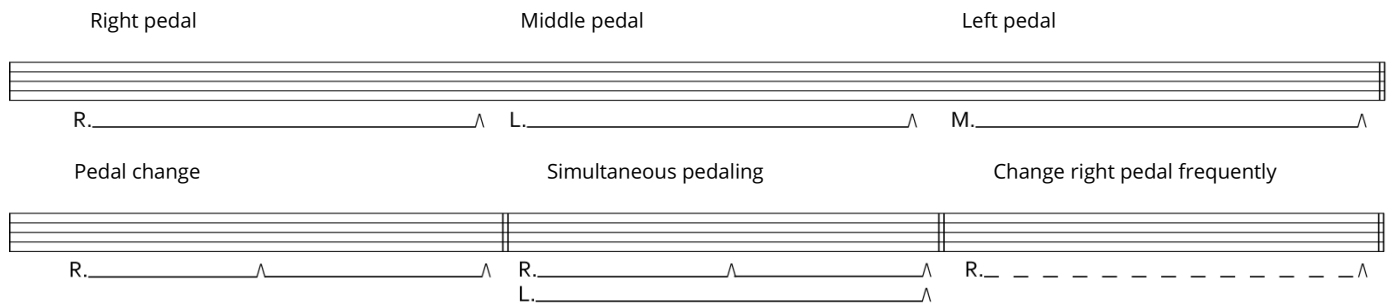 Right pedal Middle pedal Left pedal
R. L. M.
Pedal change Simultaneous pedaling Change right pedal frequently
R. R. R.
L.